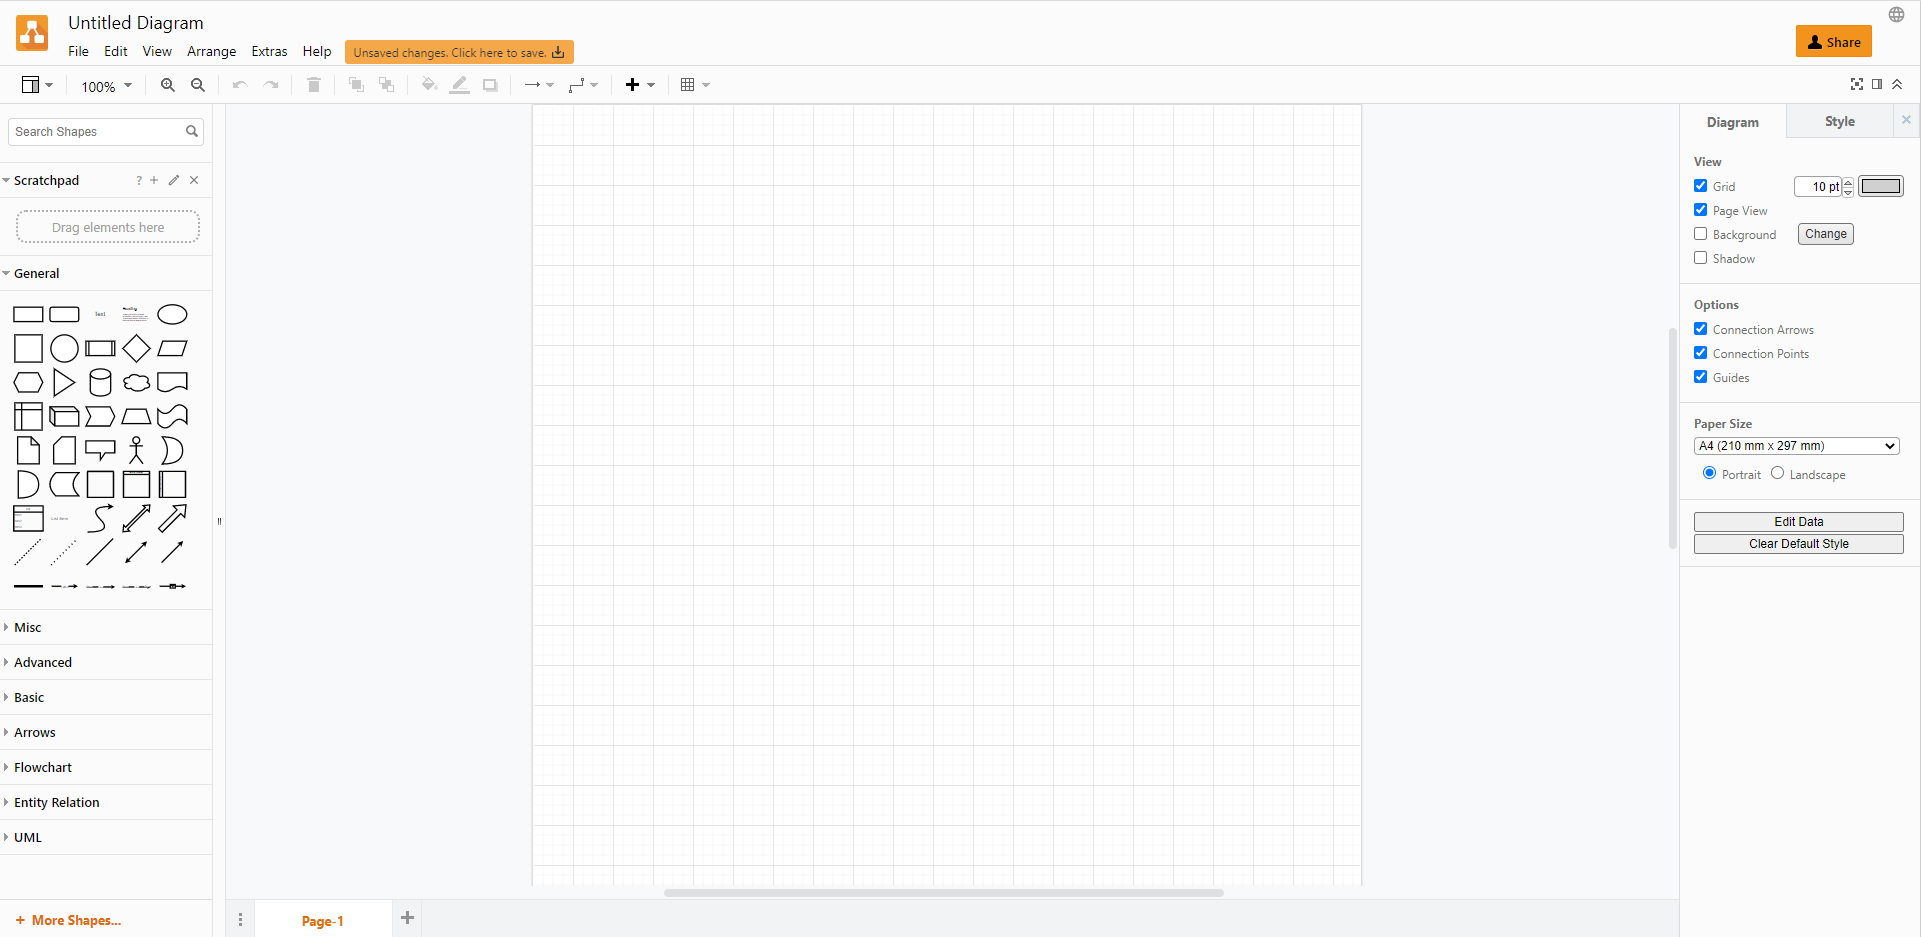 Untitled Diagram
File Edit View Arrange Extras Help Unsaved changes. Click here to save.
Share
100%
Search Shapes
Scratchpad ?
Drag elements here
General
Text
Heading
Misc
Advanced
Basic
Arrows
Flowchart
Entity Relation
UML
+ More Shapes...
Page-1
Diagram Style
View
Grid 10 pt
Page View
Background Change
Shadow
Options
Connection Arrows
Connection Points
Guides
Paper Size
A4 (210 mm x 297 mm)
Portrait Landscape
Edit Data
Clear Default Style